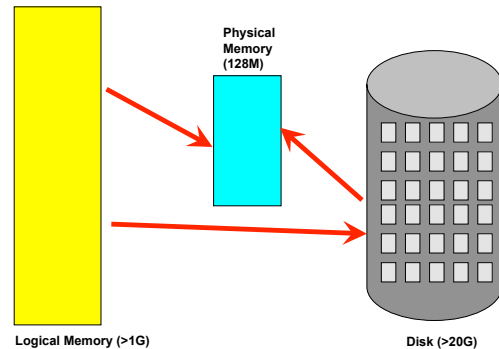 Physical
Memory
(128M)
Logical Memory (>1G)
Disk (>20G)